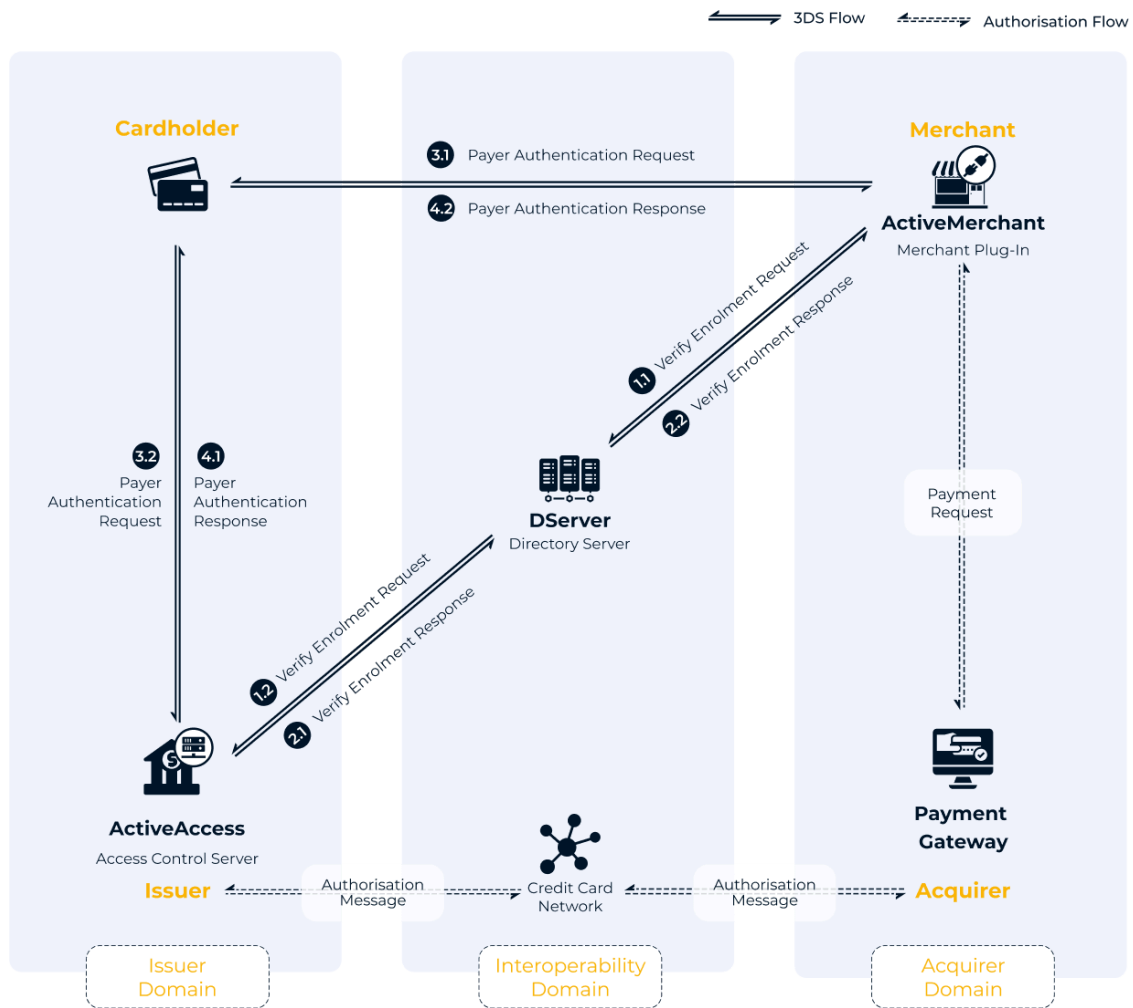 3DS Flow
Authorisation Flow
Cardholder
Merchant
3.1 Payer Authentication Request
4.2 Payer Authentication Response
ActiveMerchant
Merchant Plug-In
1.1 Verify Enrolment Request
2.2 Verify Enrolment Response
3.2
Payer
Authentication
Request
4.1
Payer
Authentication
Response
Payment
Request
DServer
Directory Server
1.2 Verify Enrolment Request
2.1 Verify Enrolment Response
ActiveAccess
Access Control Server
Issuer
Payment
Gateway
Authorisation
Message
Credit Card
Network
Authorisation
Message
Acquirer
Issuer
Domain
Interoperability
Domain
Acquirer
Domain